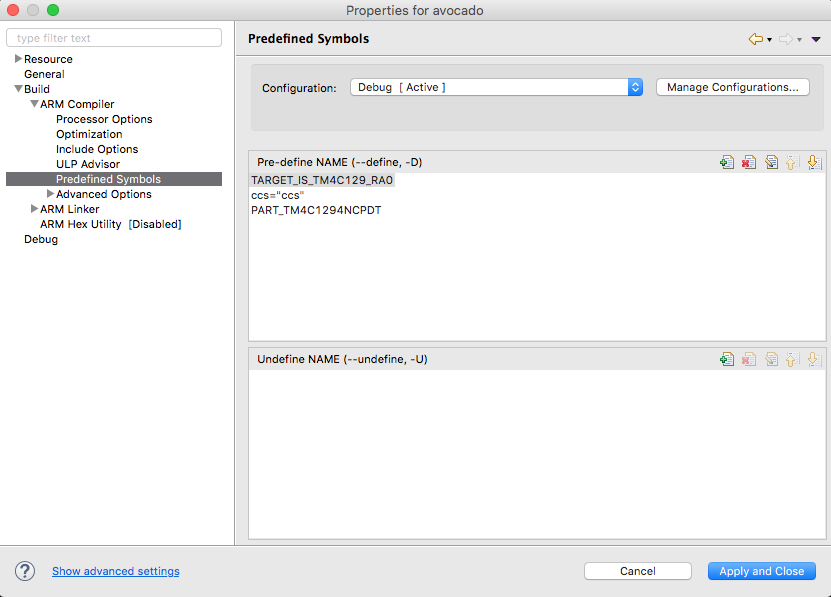 Properties for avocado
type filter text
Resource
General
Build
ARM Compiler
Processor Options
Optimization
Include Options
ULP Advisor
Predefined Symbols
Advanced Options
ARM Linker
ARM Hex Utility [Disabled]
Debug
Predefined Symbols
Configuration:
Debug [ Active ]
Manage Configurations...
Pre-define NAME (--define, -D)
TARGET_IS_TM4C129_RA0
ccs="ccs"
PART_TM4C1294NCPDT
Undefine NAME (--undefine, -U)
?
Show advanced settings
Cancel
Apply and Close